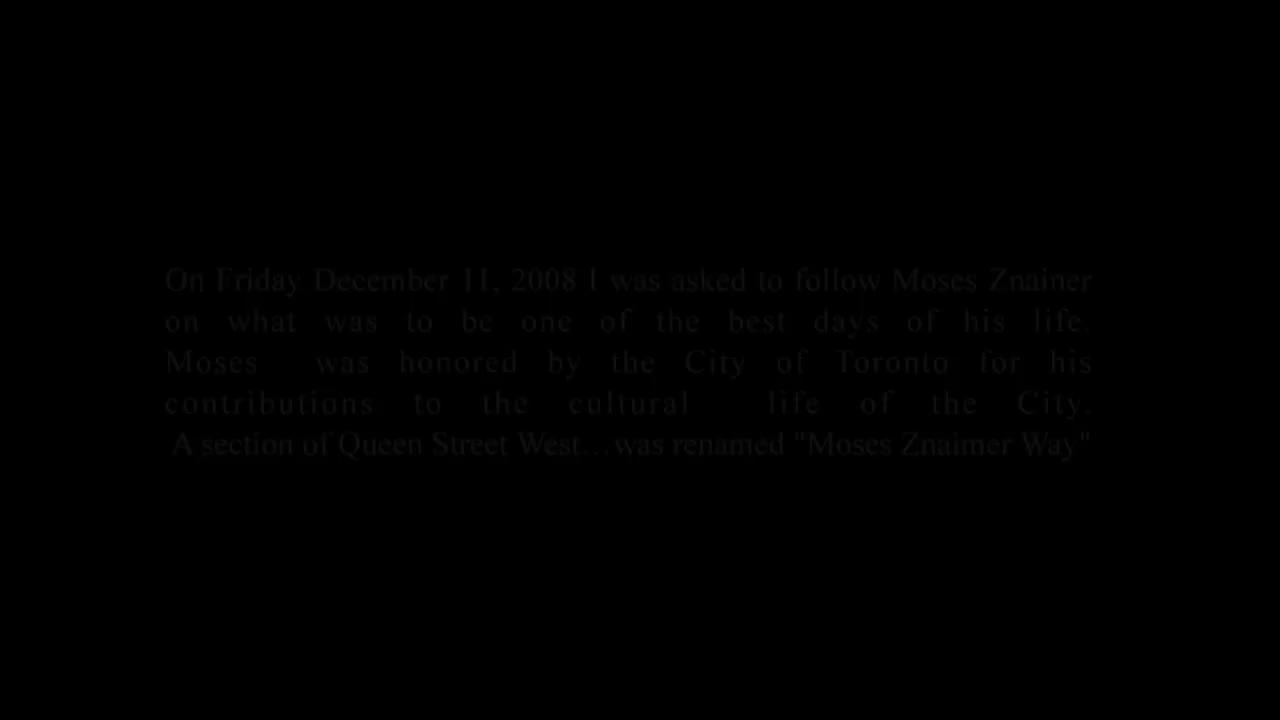 On Friday December 11, 2008 I was asked to follow Moses Znaimer
on what was to be one of the best days of his life.
Moses was honored by the City of Toronto for his
contributions to the cultural life of the City.
A section of Queen Street West...was renamed "Moses Znaimer Way"